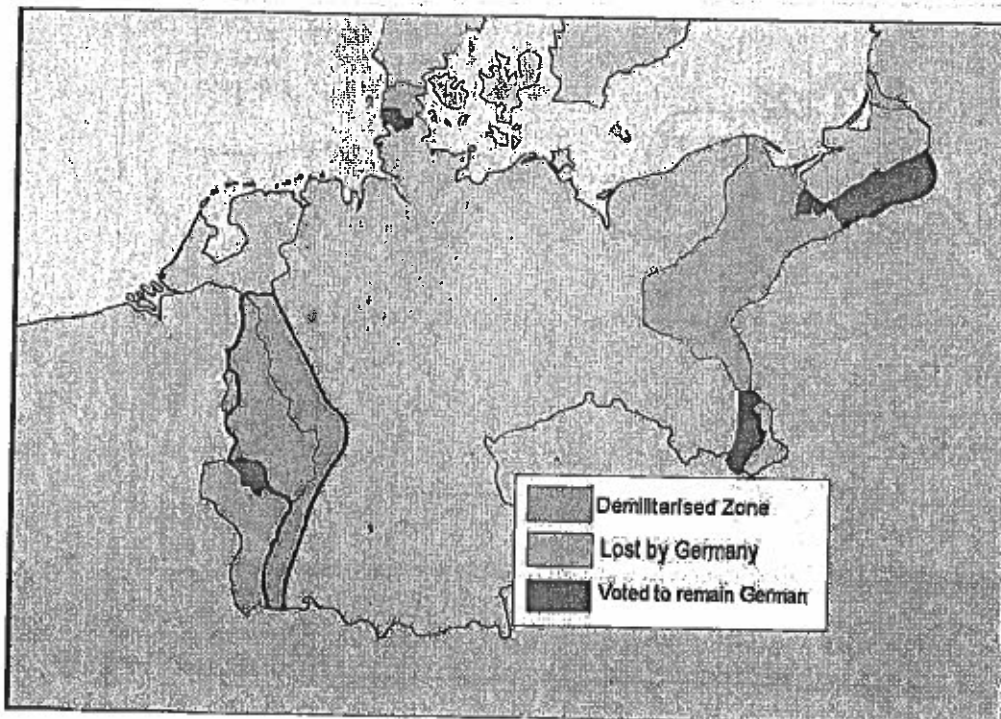 Demilitarised Zone
Lost by Germany
Voted to remain German